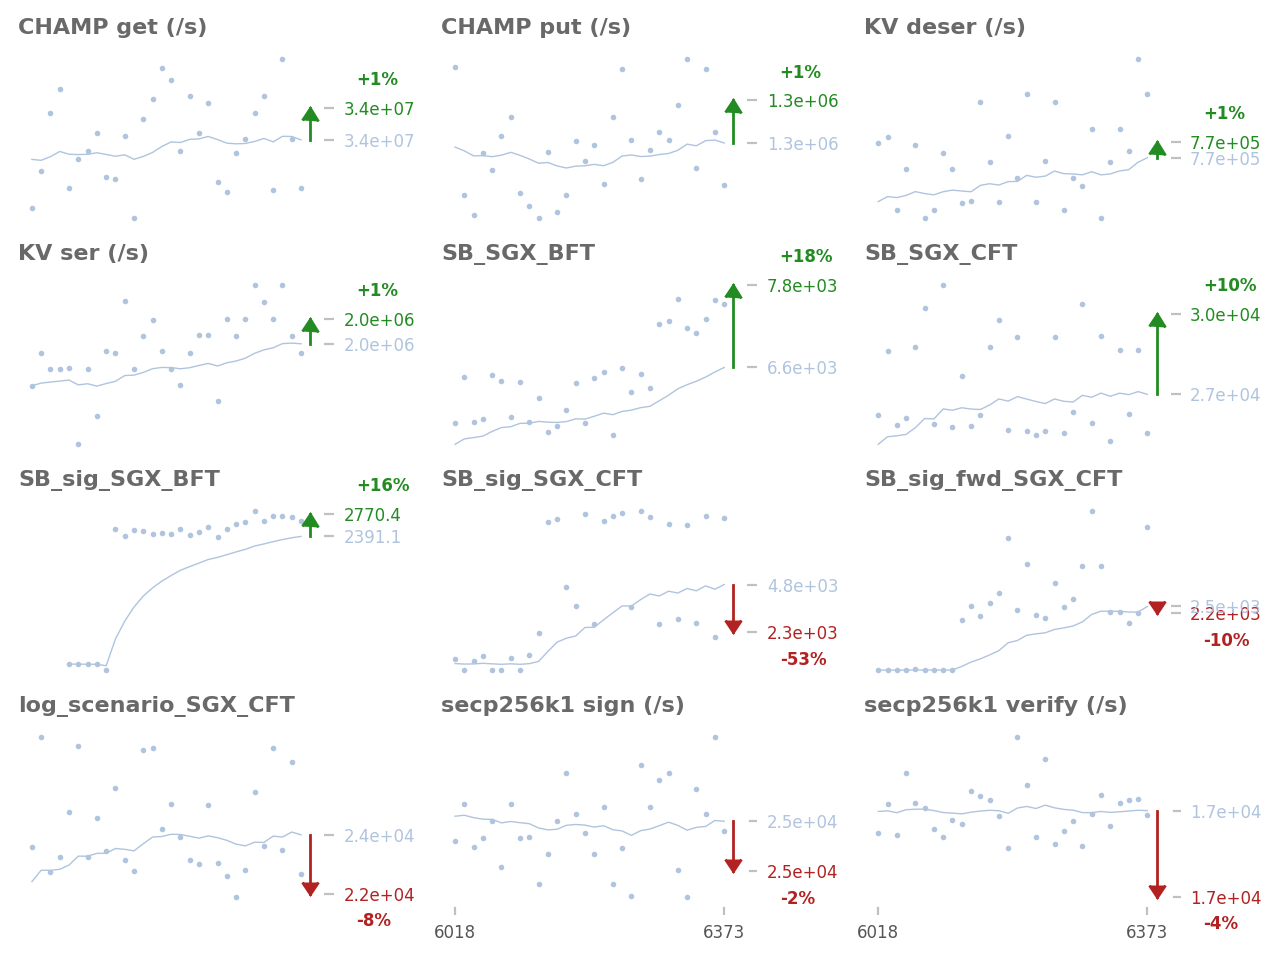 CHAMP get (/s)
+1%
3.4e+07
3.4e+07
CHAMP put (/s)
+1%
1.3e+06
1.3e+06
KV deser (/s)
+1%
7.7e+05
7.7e+05
KV ser (/s)
+1%
2.0e+06
2.0e+06
SB_SGX_BFT
+18%
7.8e+03
6.6e+03
SB_SGX_CFT
+10%
3.0e+04
2.7e+04
SB_sig_SGX_BFT
+16%
2770.4
2391.1
SB_sig_SGX_CFT
4.8e+03
2.3e+03
-53%
SB_sig_fwd_SGX_CFT
2.5e+03
2.2e+03
-10%
log_scenario_SGX_CFT
2.4e+04
2.2e+04
-8%
secp256k1 sign (/s)
2.5e+04
2.5e+04
-2%
6018
6373
secp256k1 verify (/s)
1.7e+04
1.7e+04
-4%
6018
6373